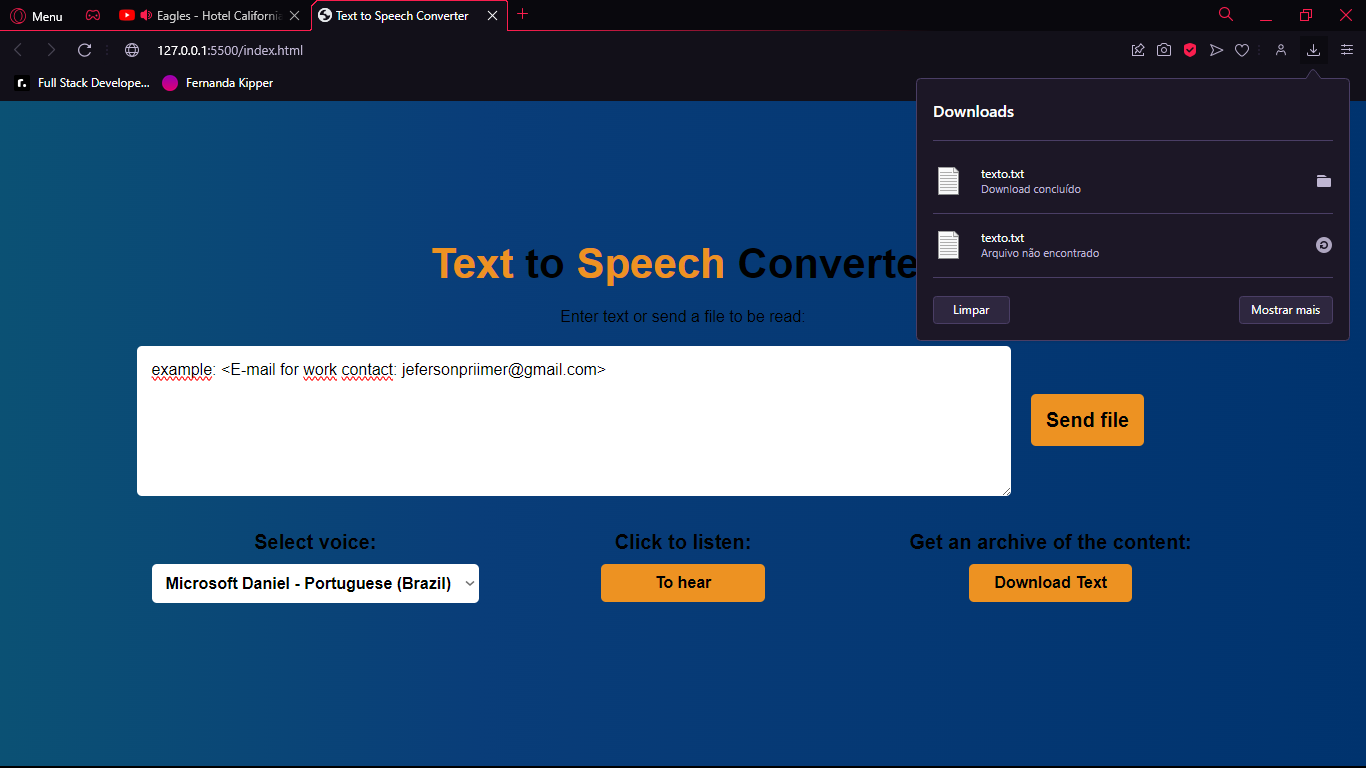 Menu
Eagles - Hotel California
Text to Speech Converter
127.0.0.1:5500/index.html
r. Full Stack Develope...
Fernanda Kipper
Downloads
texto.txt
Download concluído
texto.txt
Arquivo não encontrado
Limpar
Mostrar mais
Text to Speech Converte
Enter text or send a file to be read:
example: <E-mail for work contact: jefersonpriimer@gmail.com>
Send file
Select voice:
Microsoft Daniel - Portuguese (Brazil)
Click to listen:
To hear
Get an archive of the content:
Download Text